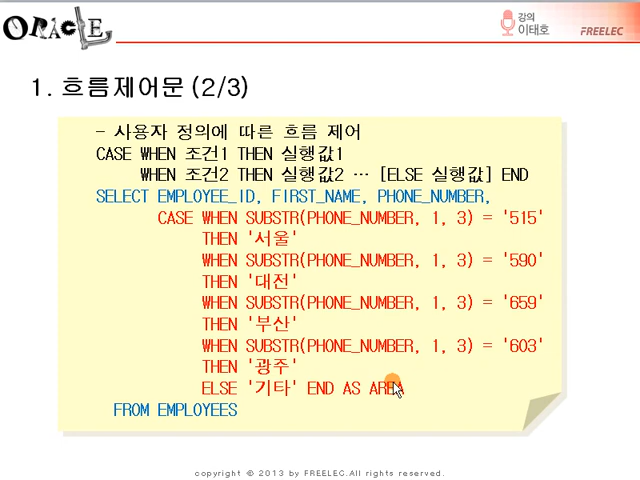 ORACLE
강의
이태호
FREELEC
1. 흐름제어문 (2/3)
- 사용자 정의에 따른 흐름 제어
CASE WHEN 조건1 THEN 실행값1
WHEN 조건2 THEN 실행값2 … [ELSE 실행값] END
SELECT EMPLOYEE_ID, FIRST_NAME, PHONE_NUMBER,
CASE WHEN SUBSTR(PHONE_NUMBER, 1, 3) = '515'
THEN '서울'
WHEN SUBSTR(PHONE_NUMBER, 1, 3) = '590'
THEN '대전'
WHEN SUBSTR(PHONE_NUMBER, 1, 3) = '659'
THEN '부산'
WHEN SUBSTR(PHONE_NUMBER, 1, 3) = '603'
THEN '광주'
ELSE '기타' END AS AREA
FROM EMPLOYEES
copyright © 2013 by FREELEC.All rights reserved.